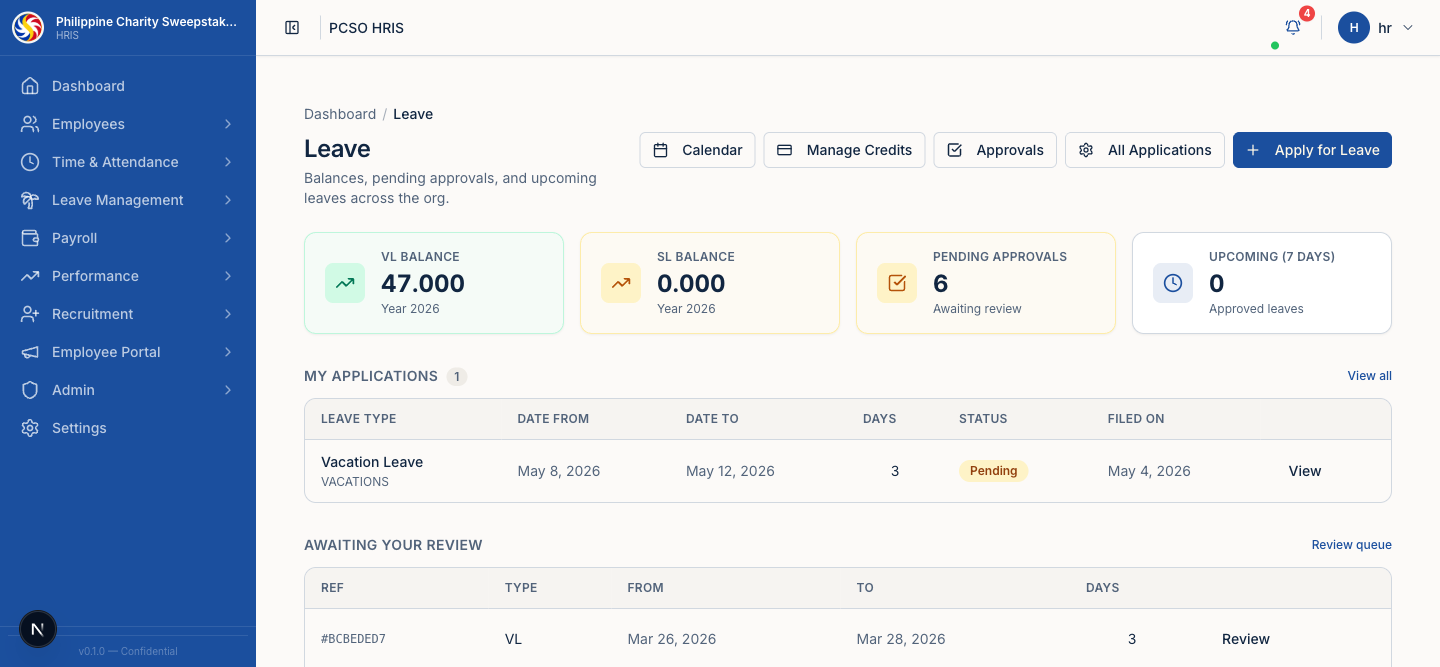 Philippine Charity Sweepstak...
HRIS
PCSO HRIS
4
H
hr
Dashboard
Employees
Time & Attendance
Leave Management
Payroll
Performance
Recruitment
Employee Portal
Admin
Settings
N
v0.1.0 — Confidential
Dashboard / Leave
Leave
Balances, pending approvals, and upcoming
leaves across the org.
Calendar
Manage Credits
Approvals
All Applications
Apply for Leave
VL BALANCE
47.000
Year 2026
SL BALANCE
0.000
Year 2026
PENDING APPROVALS
6
Awaiting review
UPCOMING (7 DAYS)
0
Approved leaves
MY APPLICATIONS 1
View all
LEAVE TYPE DATE FROM DATE TO DAYS STATUS FILED ON
Vacation Leave May 8, 2026 May 12, 2026 3 Pending May 4, 2026 View
VACATIONS
AWAITING YOUR REVIEW
Review queue
REF TYPE FROM TO DAYS
#BCBEDED7 VL Mar 26, 2026 Mar 28, 2026 3 Review